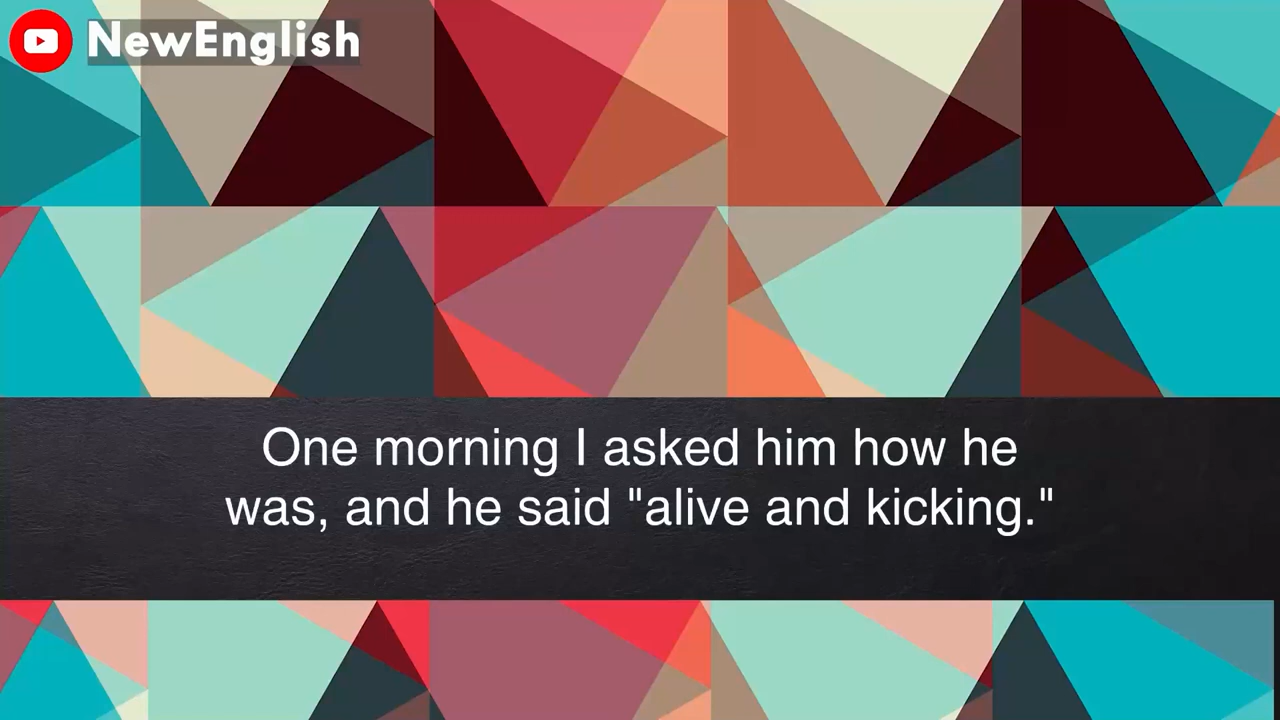 NewEnglish
One morning I asked him how he
was, and he said "alive and kicking."